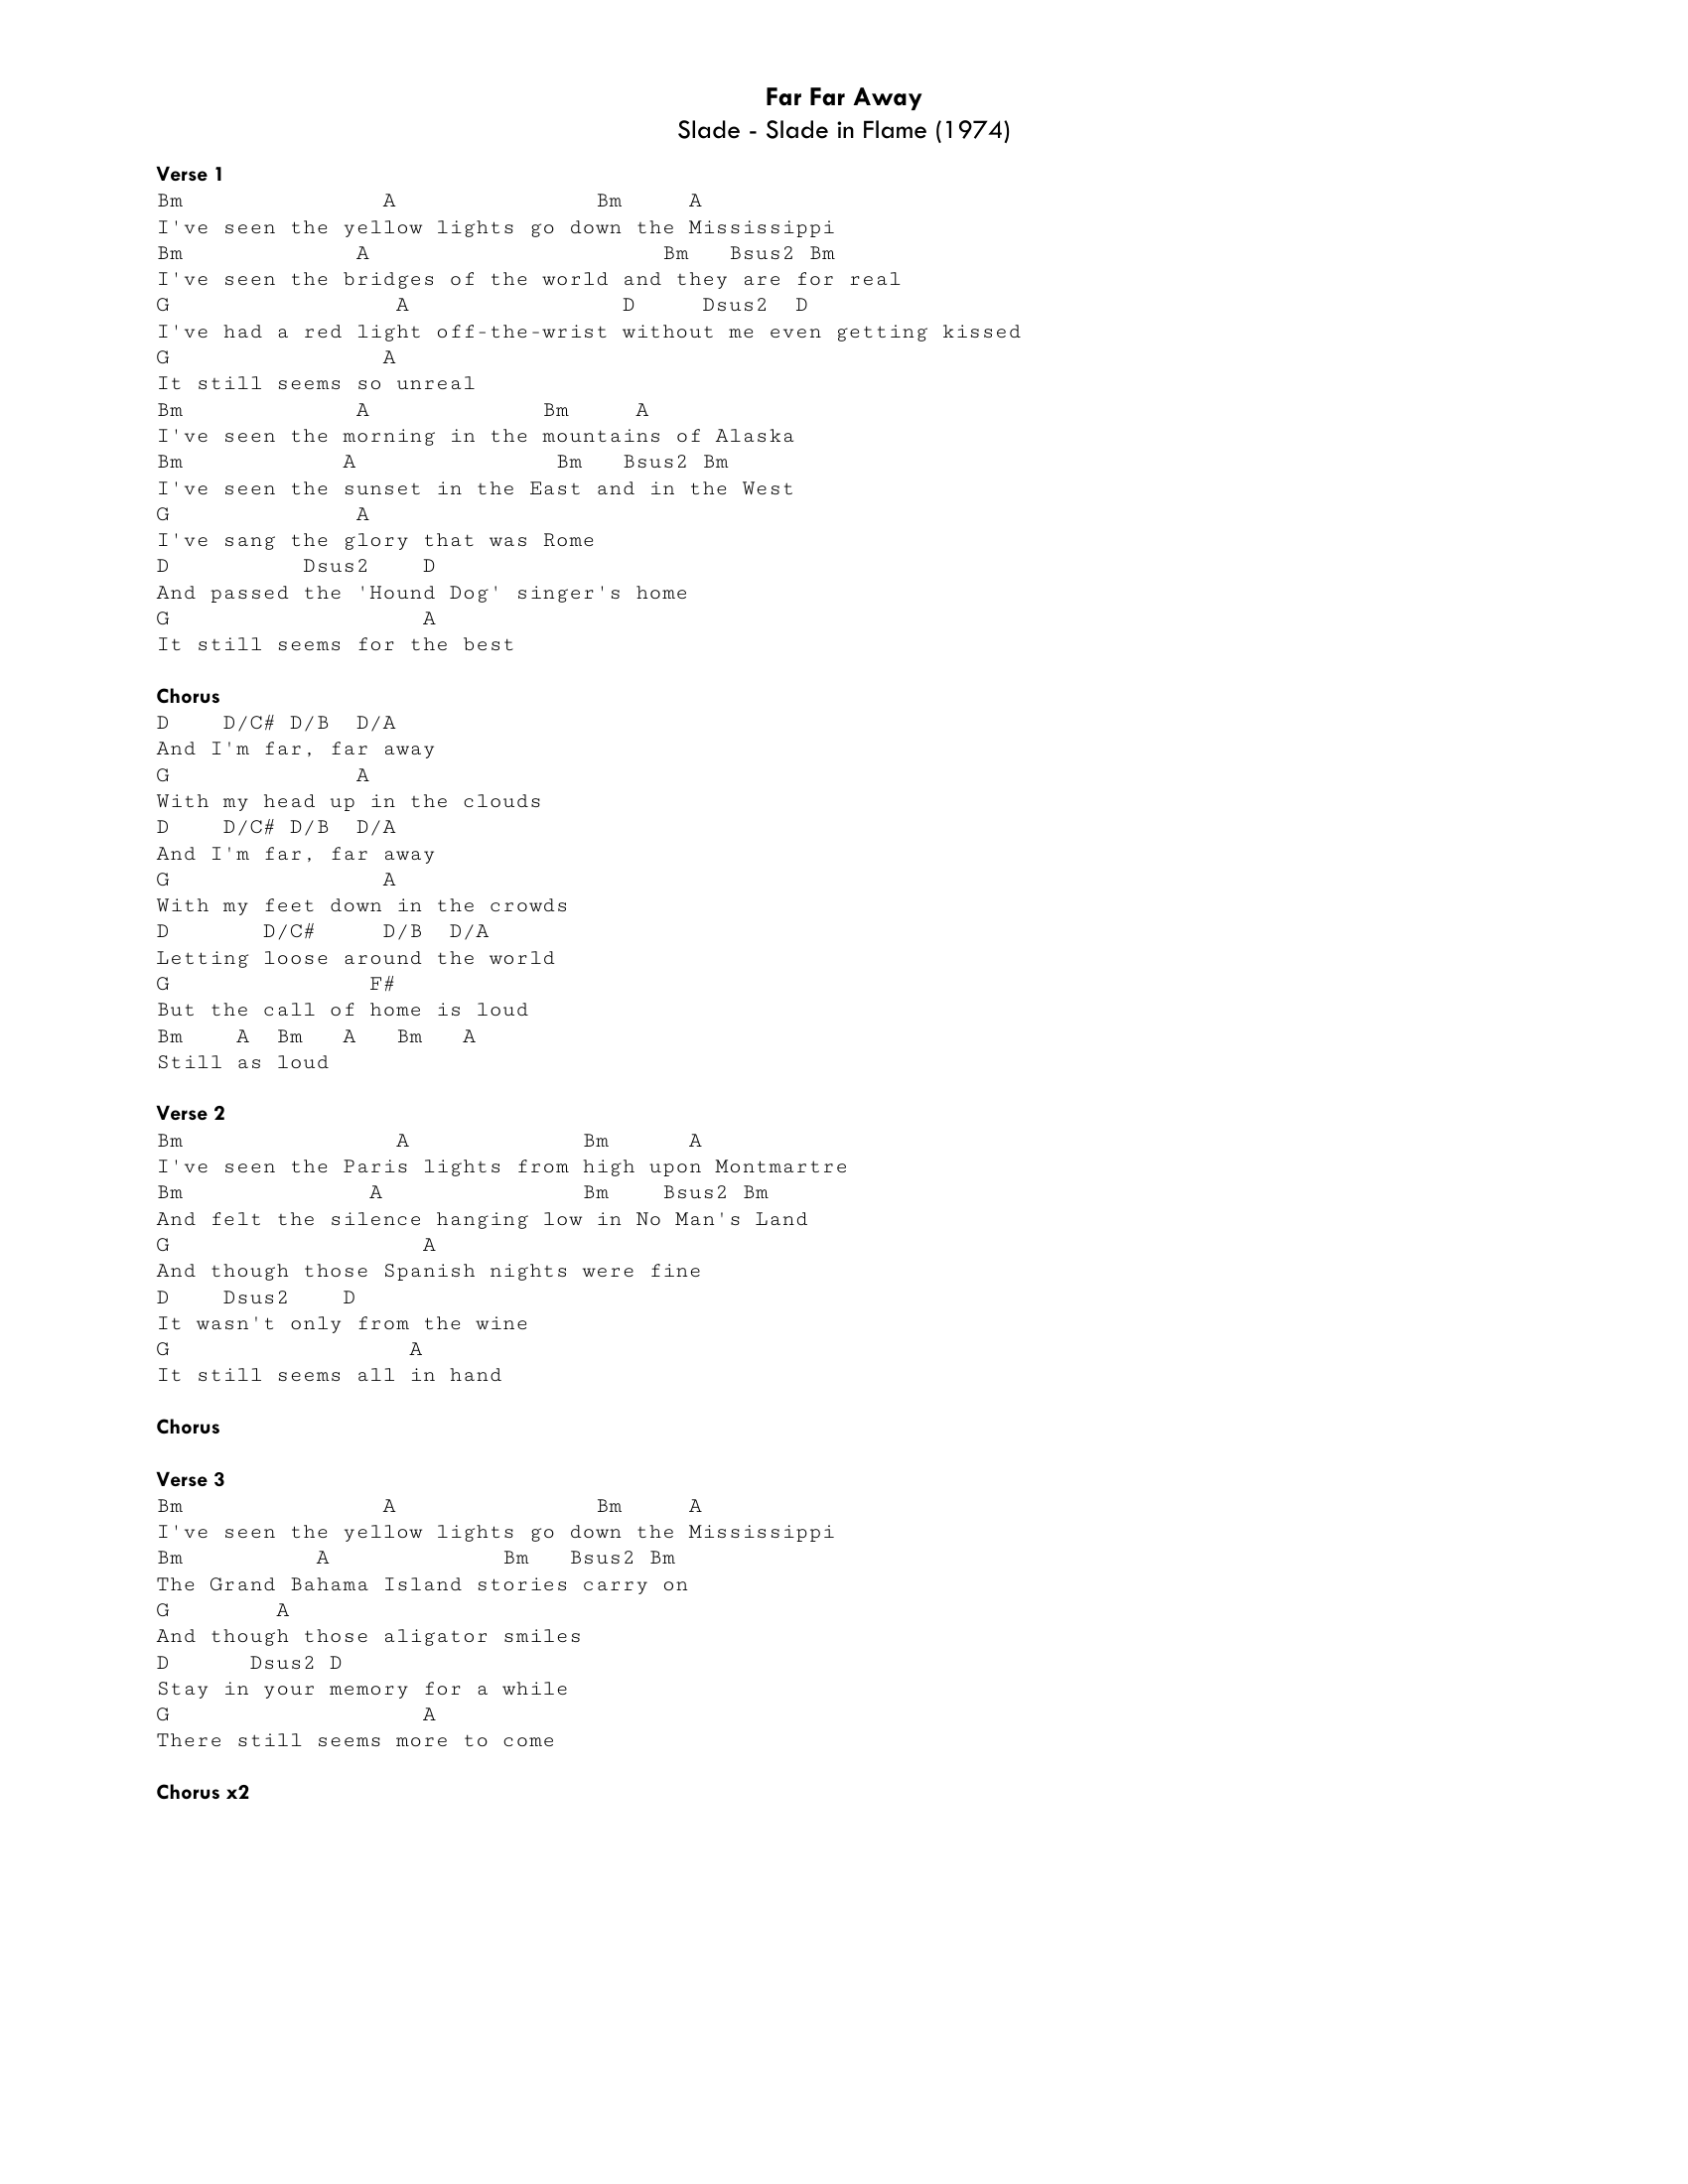 Far Far Away
Slade - Slade in Flame (1974)
Verse 1
Bm               A               Bm     A
I've seen the yellow lights go down the Mississippi
Bm             A                      Bm   Bsus2 Bm
I've seen the bridges of the world and they are for real
G                 A                D     Dsus2  D
I've had a red light off-the-wrist without me even getting kissed
G                A
It still seems so unreal
Bm             A             Bm     A
I've seen the morning in the mountains of Alaska
Bm            A               Bm   Bsus2 Bm
I've seen the sunset in the East and in the West
G              A
I've sang the glory that was Rome
D          Dsus2    D
And passed the 'Hound Dog' singer's home
G                   A
It still seems for the best
Chorus
D    D/C# D/B  D/A
And I'm far, far away
G              A
With my head up in the clouds
D    D/C# D/B  D/A
And I'm far, far away
G                A
With my feet down in the crowds
D       D/C#     D/B  D/A
Letting loose around the world
G               F#
But the call of home is loud
Bm    A  Bm   A   Bm   A
Still as loud
Verse 2
Bm                A             Bm      A
I've seen the Paris lights from high upon Montmartre
Bm              A               Bm    Bsus2 Bm
And felt the silence hanging low in No Man's Land
G                   A
And though those Spanish nights were fine
D    Dsus2    D
It wasn't only from the wine
G                  A
It still seems all in hand
Chorus
Verse 3
Bm               A               Bm     A
I've seen the yellow lights go down the Mississippi
Bm          A             Bm   Bsus2 Bm
The Grand Bahama Island stories carry on
G        A
And though those aligator smiles
D      Dsus2 D
Stay in your memory for a while
G                   A
There still seems more to come
Chorus x2